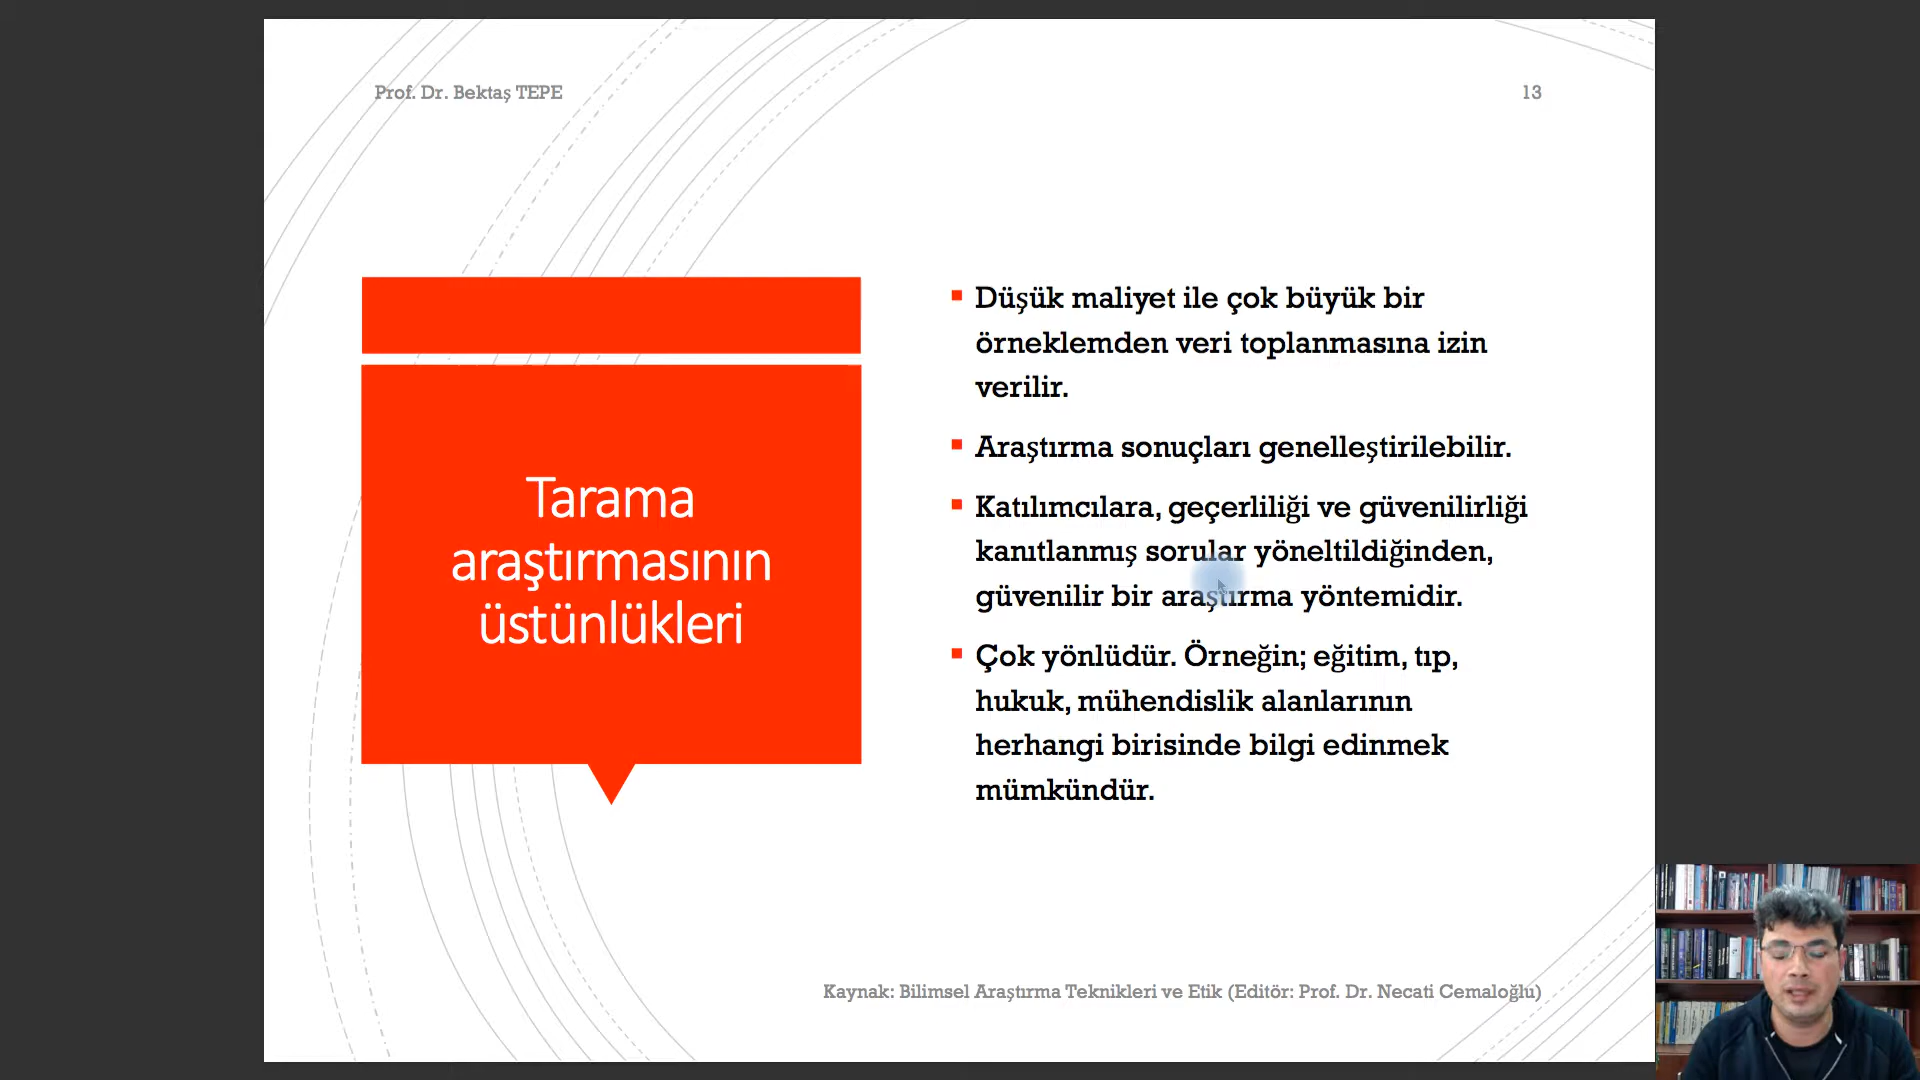 Prof. Dr. Bektaş TEPE
13
Tarama
araştırmasının
üstünlükleri
Düşük maliyet ile çok büyük bir
örneklemden veri toplanmasına izin
verilir.
Araştırma sonuçları genelleştirilebilir.
Katılımcılara, geçerliliği ve güvenilirliği
kanıtlanmış sorular yöneltildiğinden,
güvenilir bir araştırma yöntemidir.
Çok yönlüdür. Örneğin; eğitim, tıp,
hukuk, mühendislik alanlarının
herhangi birisinde bilgi edinmek
mümkündür.
Kaynak: Bilimsel Araştırma Teknikleri ve Etik (Editör: Prof. Dr. Necati Cemaloğlu)